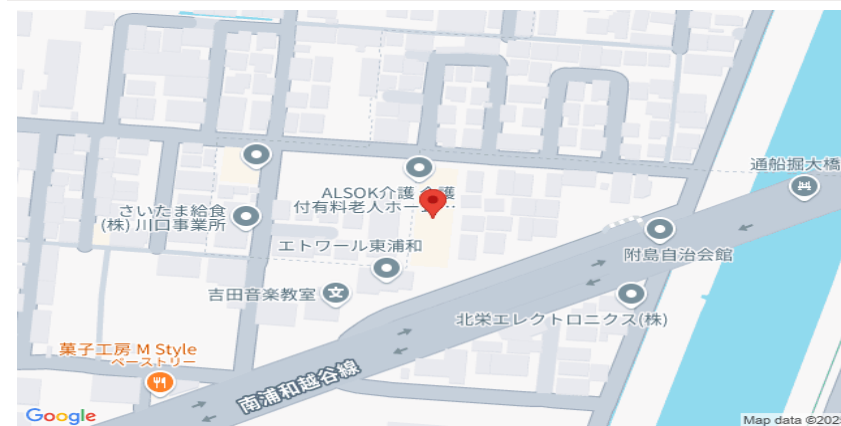 通船掘大橋
ALSOK介護 介護
付有料老人ホー…
さいたま給食
(株) 川口事業所
エトワール東浦和
附島自治会館
吉田音楽教室
北栄エレクトロニクス(株)
菓子工房 M Style
ペーストリー
南浦和越谷線
Google
Map data ©2025